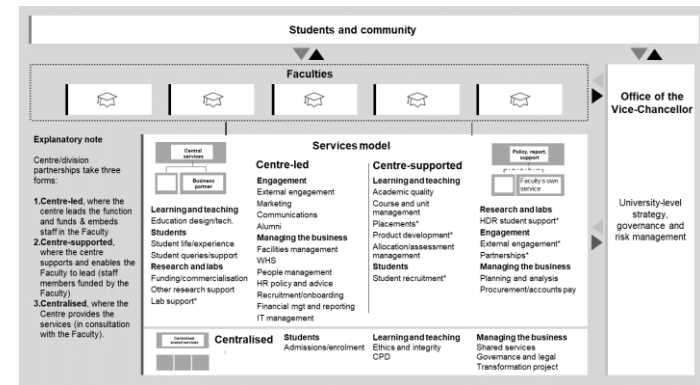 Students and community
Faculties
Office of the
Vice-Chancellor
University-level
strategy,
governance and
risk management
Explanatory note
Centre/division
partnerships take three
forms:
1.Centre-led, where the
centre leads the function
and funds & embeds
staff in the Faculty
2.Centre-supported,
where the centre
supports and enables the
Faculty to lead (staff
members funded by the
Faculty)
3.Centralised, where the
Centre provides the
services (in consultation
with the Faculty).
Services model
Central
services
Business
partner
Learning and teaching
Education design/tech.
Students
Student life/experience
Student queries/support
Research and labs
Funding/commercialisation
Other research support
Lab support*
Centre-led
Engagement
External engagement
Marketing
Communications
Alumni
Managing the business
Facilities management
WHS
People management
HR policy and advice
Recruitment/onboarding
Financial mgt and reporting
IT management
Centre-supported
Learning and teaching
Academic quality
Course and unit
management
Placements*
Product development*
Allocation/assessment
management
Students
Student recruitment*
Policy, report,
support
Faculty's own
service
Research and labs
HDR student support*
Engagement
External engagement*
Partnerships*
Managing the business
Planning and analysis
Procurement/accounts pay
Centralised
shared services
Centralised
Students
Admissions/enrolment
Learning and teaching
Ethics and integrity
CPD
Managing the business
Shared services
Governance and legal
Transformation project